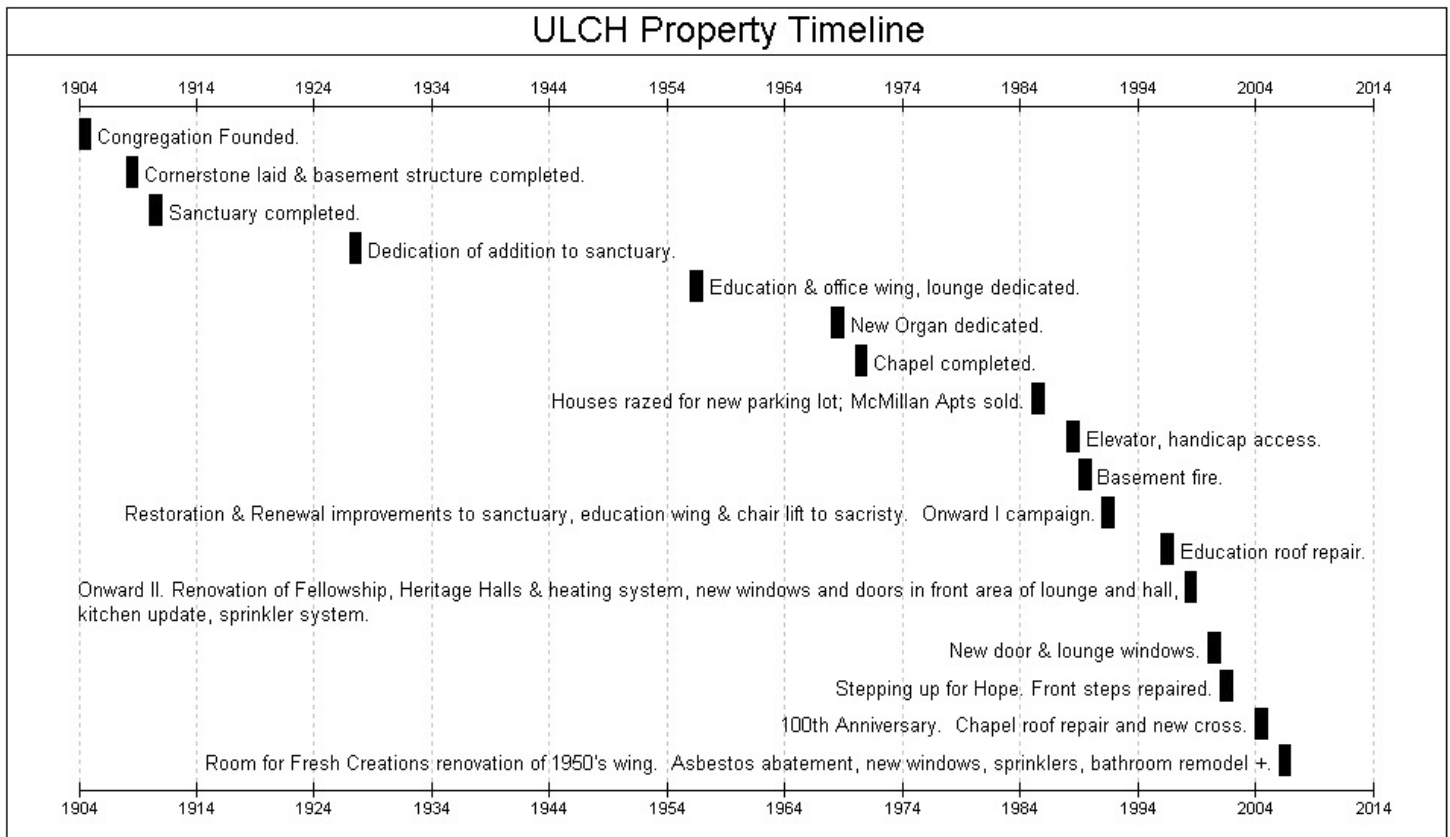 ULCH Property Timeline
1904 1914 1924 1934 1944 1954 1964 1974 1984 1994 2004 2014
Congregation Founded.
Cornerstone laid & basement structure completed.
Sanctuary completed.
Dedication of addition to sanctuary.
Education & office wing, lounge dedicated.
New Organ dedicated.
Chapel completed.
Houses razed for new parking lot; McMillan Apts sold.
Elevator, handicap access.
Basement fire.
Restoration & Renewal improvements to sanctuary, education wing & chair lift to sacristy. Onward I campaign.
Education roof repair.
Onward II. Renovation of Fellowship, Heritage Halls & heating system, new windows and doors in front area of lounge and hall,
kitchen update, sprinkler system.
New door & lounge windows.
Stepping up for Hope. Front steps repaired.
100th Anniversary. Chapel roof repair and new cross.
Room for Fresh Creations renovation of 1950's wing. Asbestos abatement, new windows, sprinklers, bathroom remodel +.
1904 1914 1924 1934 1944 1954 1964 1974 1984 1994 2004 2014